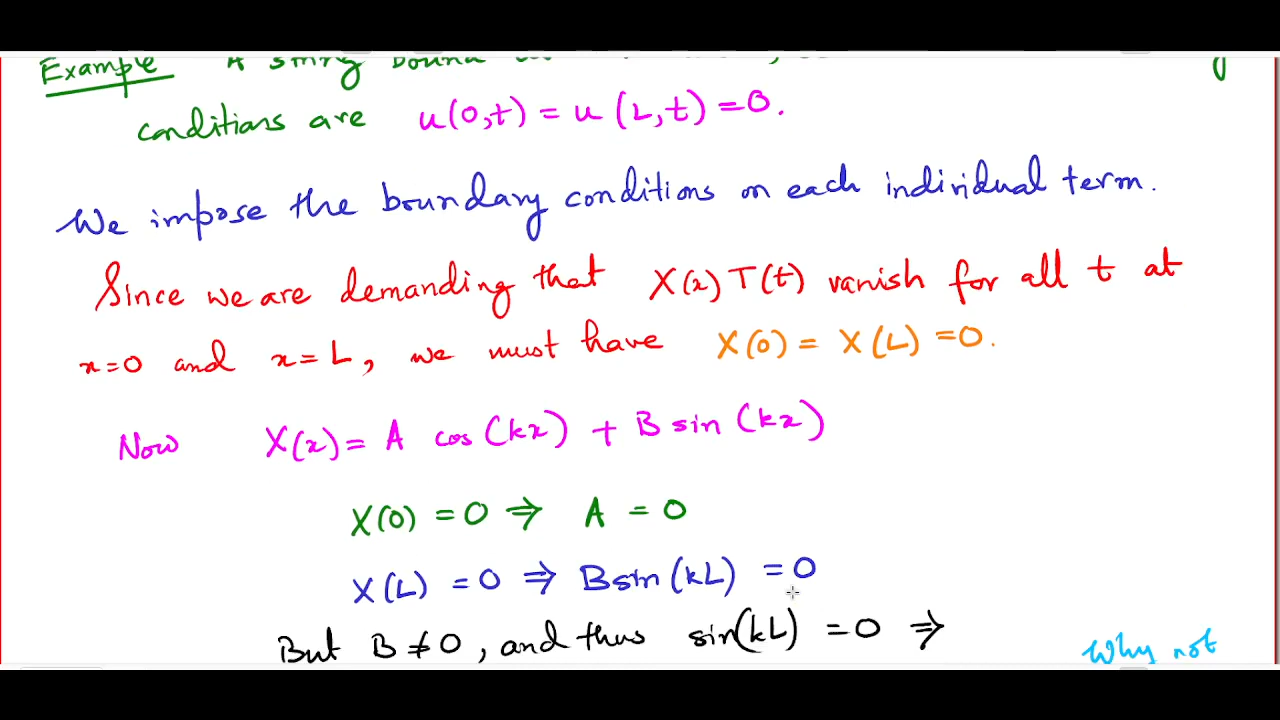 Example A string bound
conditions are u(0,t) = u(L,t) = 0.
We impose the boundary conditions on each individual term.
Since we are demanding that X(x)T(t) vanish for all t at
x=0 and x=L, we must have X(0) = X(L) = 0.
Now X(x) = A cos(kx) + B sin(kx)
X(0) = 0 ⇒ A = 0
X(L) = 0 ⇒ B sin(kL) = 0
But B ≠ 0, and thus sin(kL) = 0 ⇒
Why not